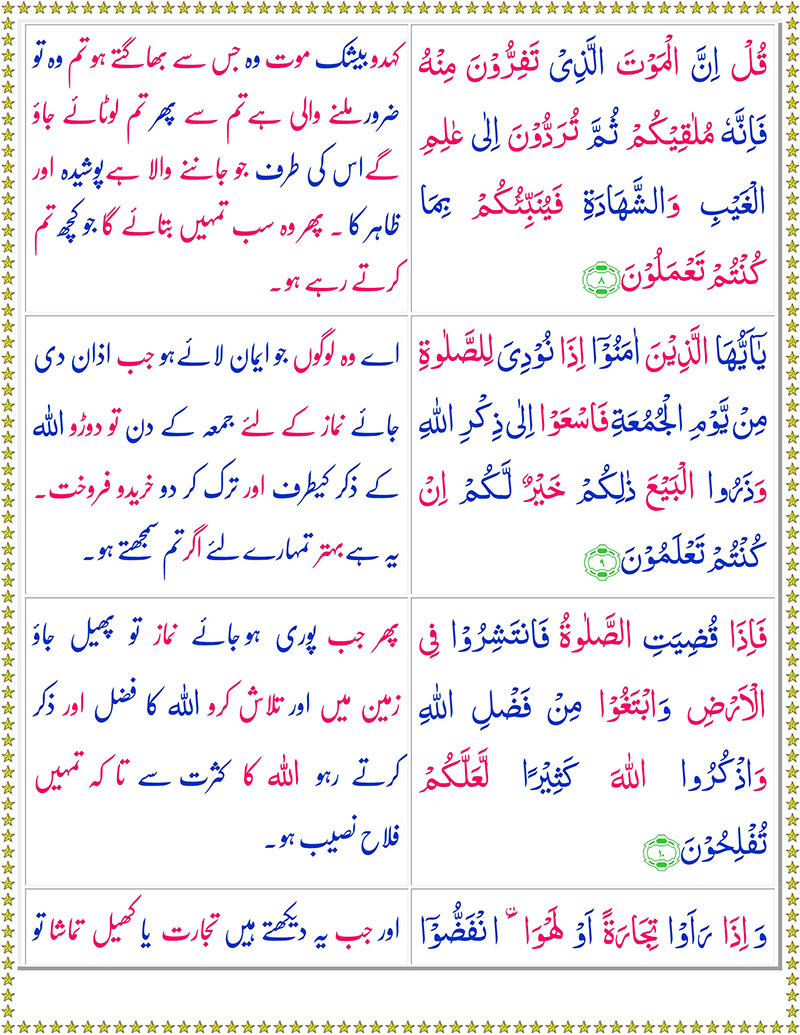 قُلْ اِنَّ الْمَوْتَ الَّذِیْ تَفِرُّوْنَ مِنْهُ
فَاِنَّهٗ مُلٰقِیْكُمْ ثُمَّ تُرَدُّوْنَ اِلٰی عٰلِمِ
الْغَیْبِ وَالشَّهَادَةِ فَیُنَبِّئُكُمْ بِمَا
كُنْتُمْ تَعْمَلُوْنَ ۸
کہدو بیشک موت وہ جس سے بھاگتے ہو تم وہ تو
ضرور ملنے والی ہے تم سے پھر تم لوٹائے جاؤ
گے اس کی طرف جو جاننے والا ہے پوشیدہ اور
ظاہر کا ۔ پھر وہ سب تمہیں بتائے گا جو کچھ تم
کرتے رہے ہو۔
یٰۤاَیُّهَا الَّذِیْنَ اٰمَنُوْۤا اِذَا نُوْدِیَ لِلصَّلٰوةِ
مِنْ یَّوْمِ الْجُمُعَةِ فَاسْعَوْا اِلٰی ذِكْرِ اللّٰهِ
وَذَرُوا الْبَیْعَ ذٰلِكُمْ خَیْرٌ لَّكُمْ اِنْ
كُنْتُمْ تَعْلَمُوْنَ ۹
اے وہ لوگوں جو ایمان لائے ہو جب اذان دی
جائے نماز کے لئے جمعہ کے دن تو دوڑو اللہ
کے ذکر کیطرف اور ترک کر دو خریدو فروخت۔
یہ ہے بہتر تمہارے لئے اگر تم سمجھتے ہو۔
فَاِذَا قُضِیَتِ الصَّلٰوةُ فَانْتَشِرُوْا فِی
الْاَرْضِ وَابْتَغُوْا مِنْ فَضْلِ اللّٰهِ
وَاذْكُرُوا اللّٰهَ كَثِیْرًا لَّعَلَّكُمْ
تُفْلِحُوْنَ ۱۰
پھر جب پوری ہو جائے نماز تو پھیل جاؤ
زمین میں اور تلاش کرو اللہ کا فضل اور ذکر
کرتے رہو اللہ کا کثرت سے تا کہ تمہیں
فلاح نصیب ہو۔
وَ اِذَا رَاَوْا تِجَارَةً اَوْ لَهْوَا ۟ انْفَضُّوْۤا
اور جب یہ دیکھتے ہیں تجارت یا کھیل تماشا تو